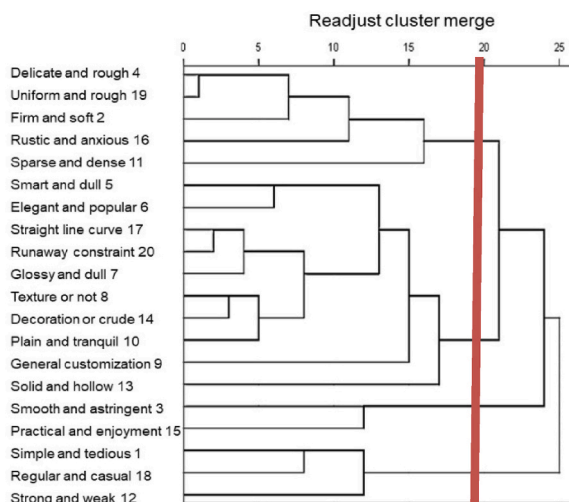 Readjust cluster merge
0 5 10 15 20 25
Delicate and rough 4
Uniform and rough 19
Firm and soft 2
Rustic and anxious 16
Sparse and dense 11
Smart and dull 5
Elegant and popular 6
Straight line curve 17
Runaway constraint 20
Glossy and dull 7
Texture or not 8
Decoration or crude 14
Plain and tranquil 10
General customization 9
Solid and hollow 13
Smooth and astringent 3
Practical and enjoyment 15
Simple and tedious 1
Regular and casual 18
Strong and weak 12